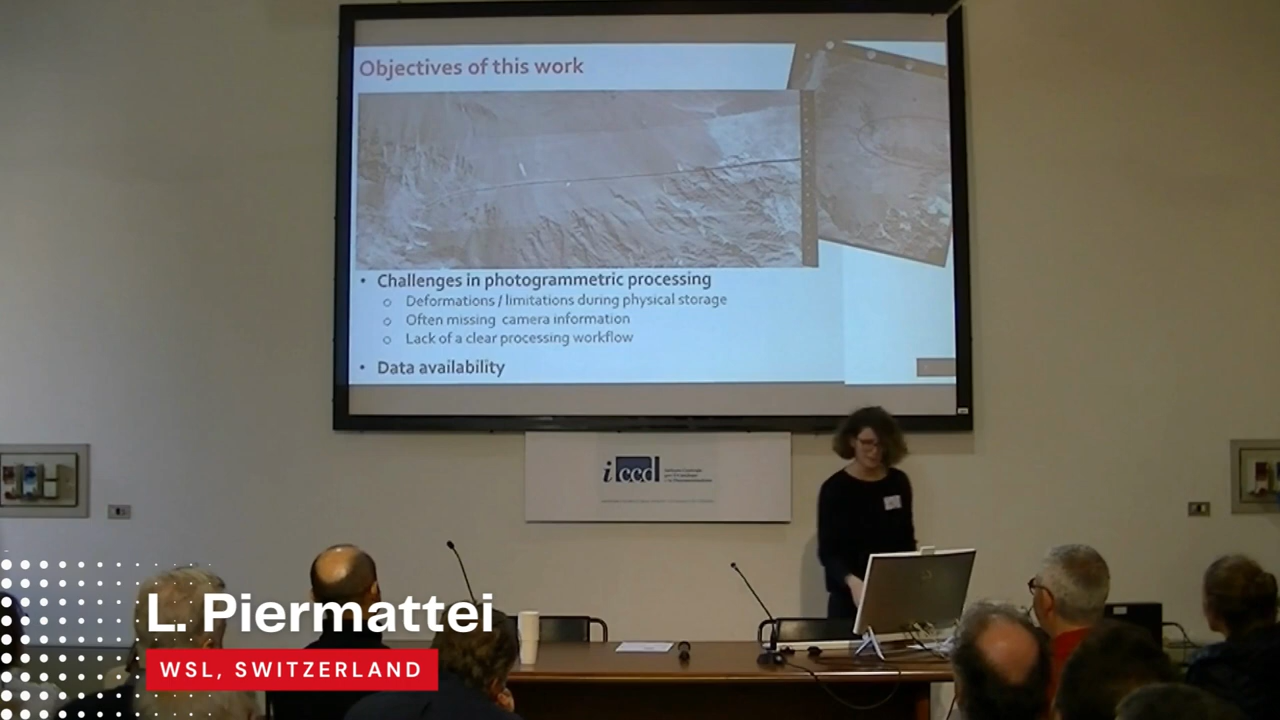 Objectives of this work
• Challenges in photogrammetric processing
o Deformations / limitations during physical storage
o Often missing camera information
o Lack of a clear processing workflow
• Data availability
iccd
L. Piermattei
WSL, SWITZERLAND